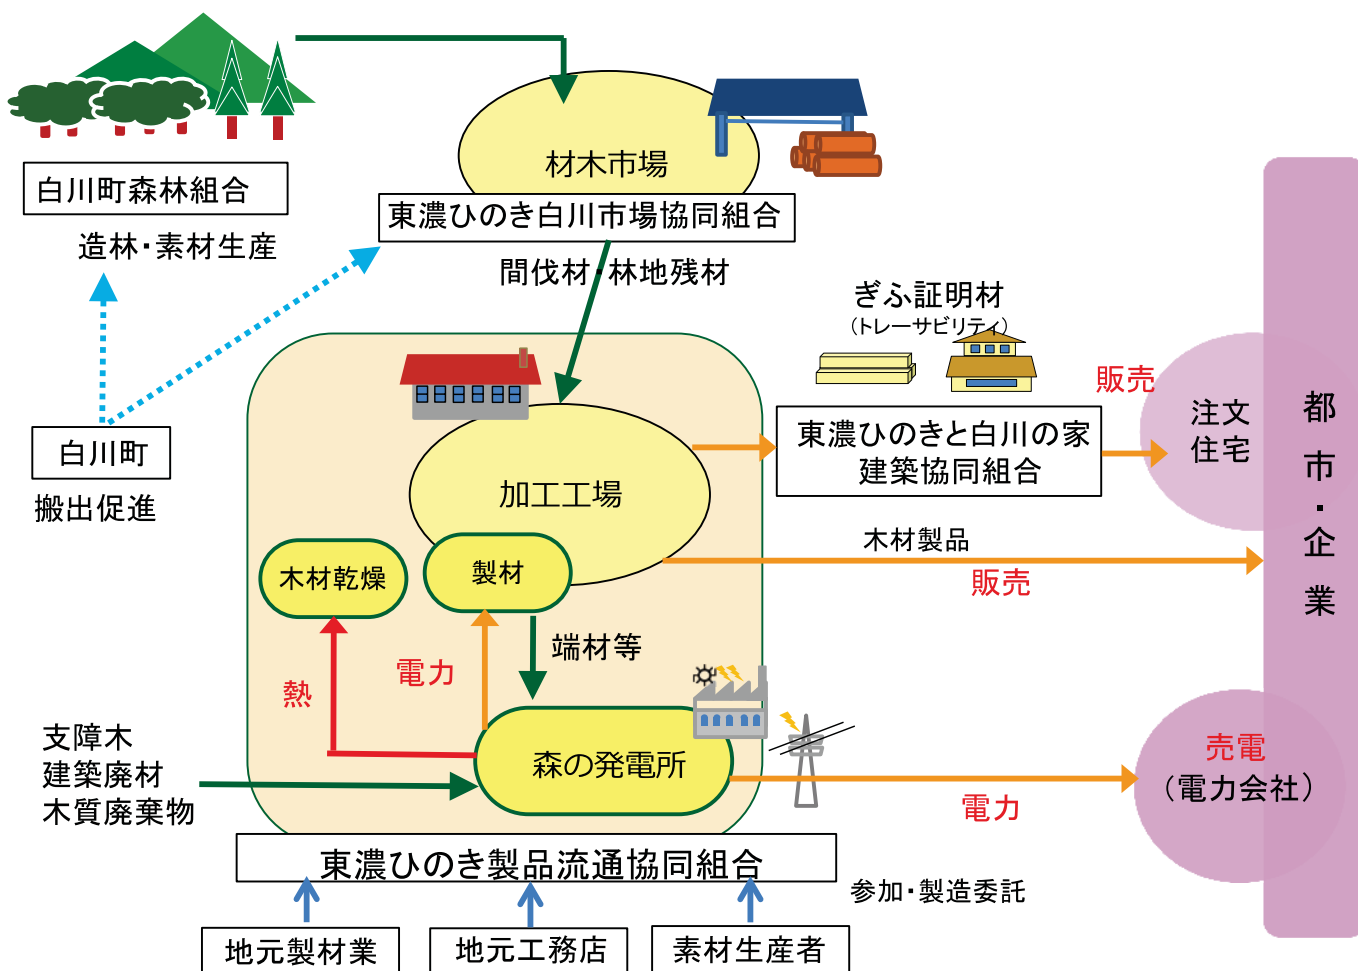 材木市場
白川町森林組合
東濃ひのき白川市場協同組合
造林・素材生産
間伐材・林地残材
ぎふ証明材
（トレーサビリティ）
販売
注文
住宅
都市・企業
東濃ひのきと白川の家
建築協同組合
白川町
搬出促進
加工工場
木材製品
販売
木材乾燥
製材
端材等
電力
熱
支障木
建築廃材
木質廃棄物
森の発電所
電力
売電
（電力会社）
東濃ひのき製品流通協同組合
参加・製造委託
地元製材業
地元工務店
素材生産者